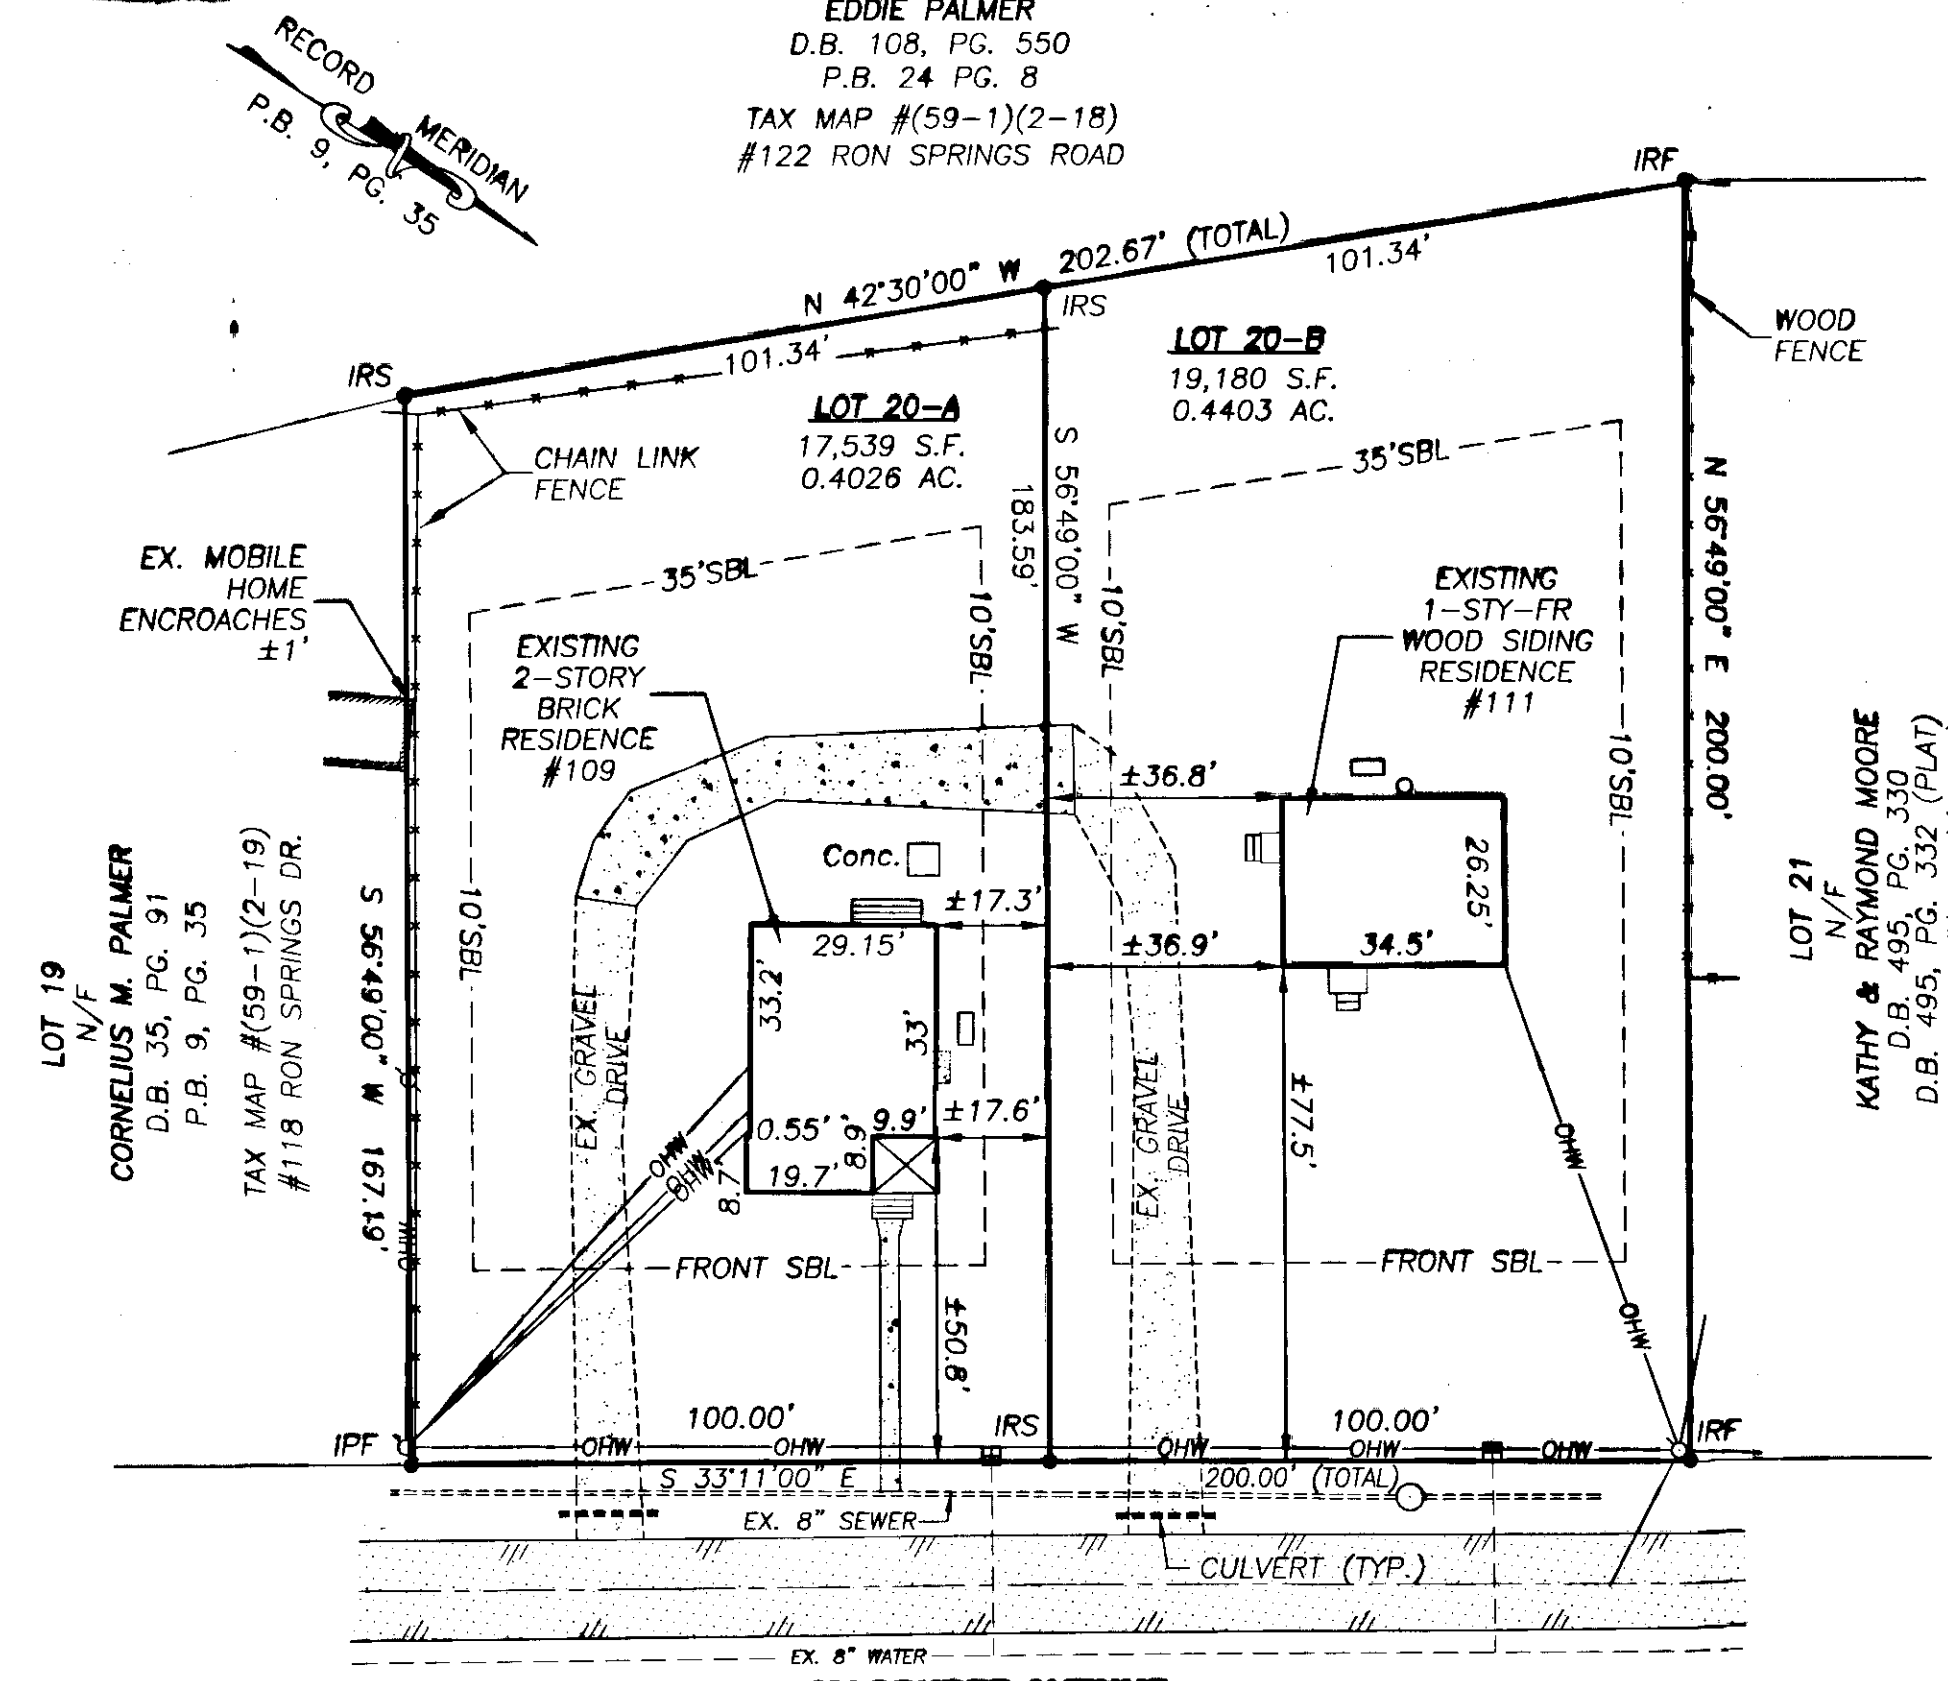 EDDIE PALMER
D.B. 108, PG. 550
P.B. 24 PG. 8
TAX MAP #(59-1)(2-18)
#122 RON SPRINGS ROAD
RECORD MERIDIAN
P.B. 9, PG. 35
IRF
N 42°30'00" W 202.67' (TOTAL)
101.34'
IRS
WOOD
FENCE
101.34'
IRS
LOT 20-B
19,180 S.F.
0.4403 AC.
LOT 20-A
17,539 S.F.
0.4026 AC.
CHAIN LINK
FENCE
S 56°49'00" W
183.59'
35'SBL
35'SBL
N 56°49'00" E 200.00'
EX. MOBILE
HOME
ENCROACHES
±1'
EXISTING
2-STORY
BRICK
RESIDENCE
#109
10'SBL
10'SBL
EXISTING
1-STY-FR
WOOD SIDING
RESIDENCE
#111
10'SBL
10'SBL
±36.8'
26.25'
34.5'
±36.9'
Conc.
±17.3'
29.15'
33.2'
33'
±17.6'
0.55'
9.9'
8.9'
19.7'
8.7'
LOT 19
N/F
CORNELIUS M. PALMER
D.B. 35, PG. 91
P.B. 9, PG. 35
TAX MAP #(59-1)(2-19)
#118 RON SPRINGS DR.
S 56°49'00" W 167.19'
LOT 21
N/F
KATHY & RAYMOND MOORE
D.B. 495, PG. 330
D.B. 495, PG. 332 (PLAT)
EX. GRAVEL
DRIVE
EX. GRAVEL
DRIVE
±77.5'
OHW
OHW
OHW
OHW
OHW
OHW
FRONT SBL
FRONT SBL
±50.8'
100.00'
IRS
100.00'
IPF
IRF
OHW
OHW
OHW
OHW
OHW
S 33°11'00" E
200.00' (TOTAL)
EX. 8" SEWER
CULVERT (TYP.)
EX. 8" WATER